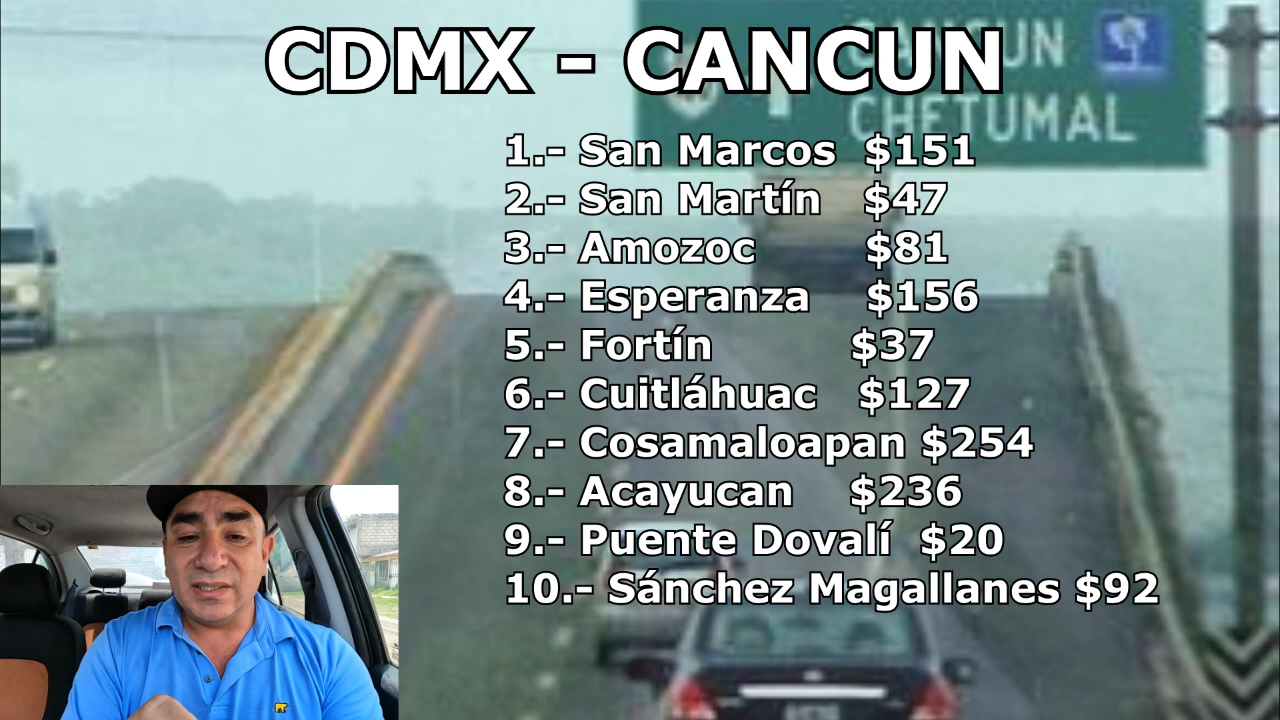 CDMX - CANCUN
CANCUN
CHETUMAL
1.- San Marcos $151
2.- San Martín $47
3.- Amozoc $81
4.- Esperanza $156
5.- Fortín $37
6.- Cuitláhuac $127
7.- Cosamaloapan $254
8.- Acayucan $236
9.- Puente Dovalí $20
10.- Sánchez Magallanes $92